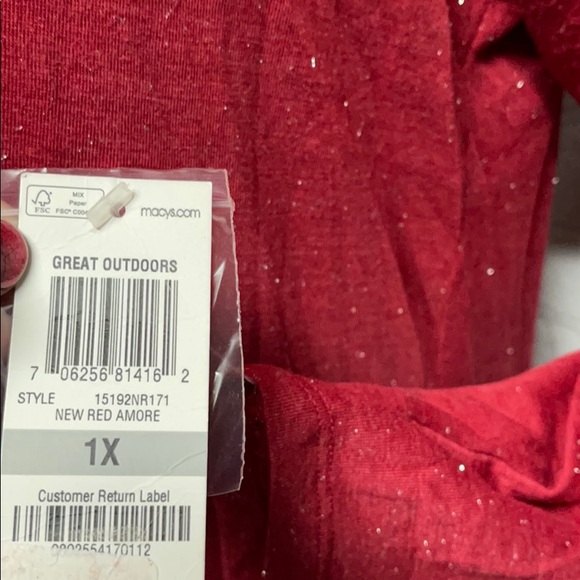 MIX
Paper
FSC
macys.com
GREAT OUTDOORS
7 06256 81416 2
STYLE 15192NR171
NEW RED AMORE
1X
Customer Return Label
0802554170112